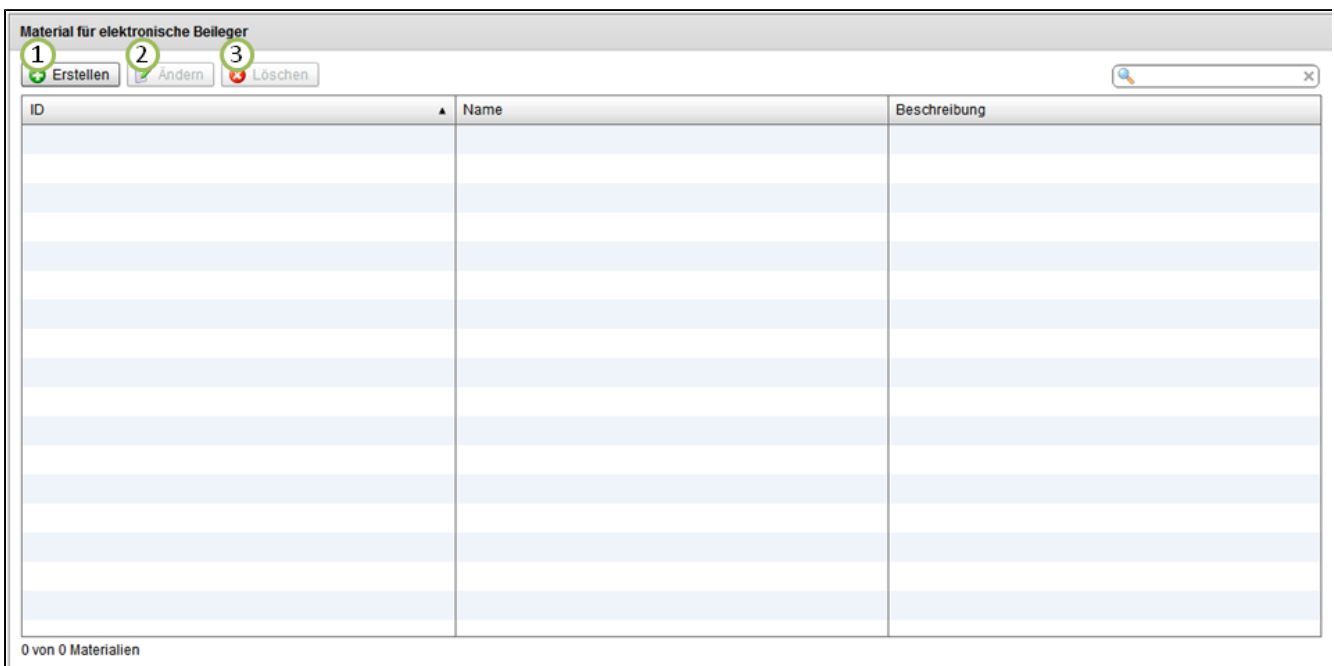 Material für elektronische Beileger
1 2 3
Erstellen Ändern Löschen
ID Name Beschreibung
0 von 0 Materialien